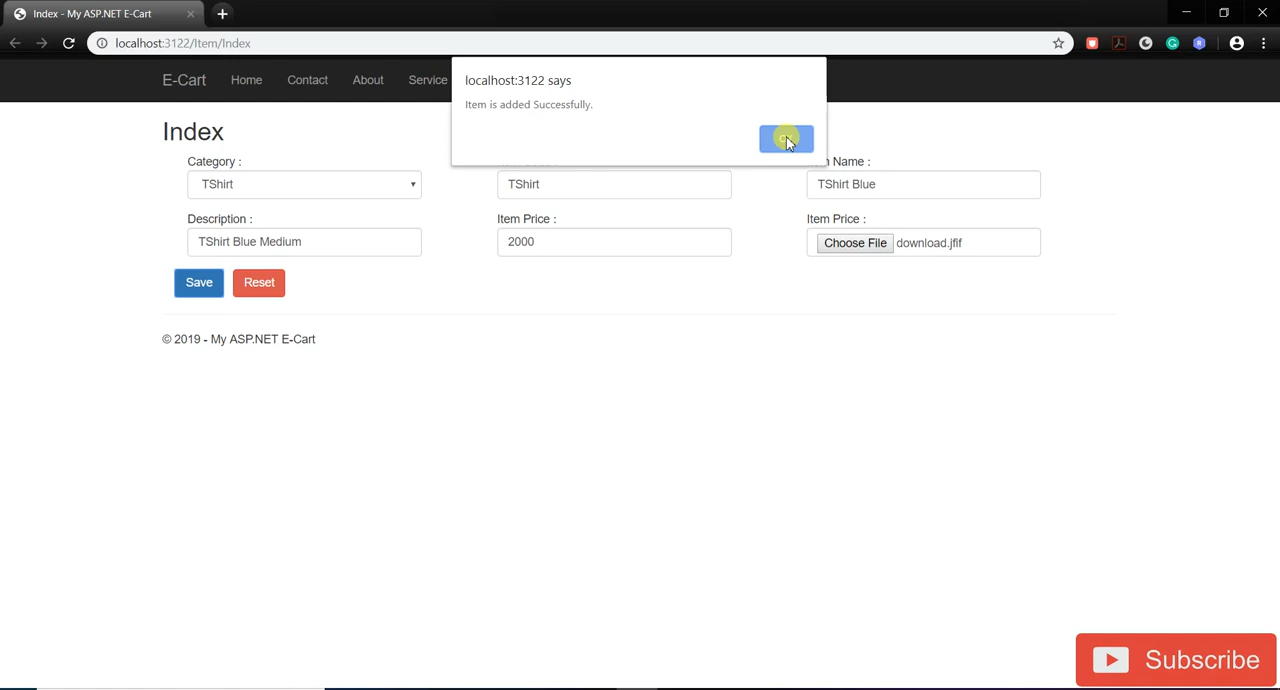 Index - My ASP.NET E-Cart
localhost:3122/Item/Index
E-Cart Home Contact About Service
localhost:3122 says
Item is added Successfully.
Index
Category :
Name :
TShirt
TShirt
TShirt Blue
Description :
Item Price :
Item Price :
TShirt Blue Medium
2000
Choose File download.jfif
Save Reset
© 2019 - My ASP.NET E-Cart
Subscribe